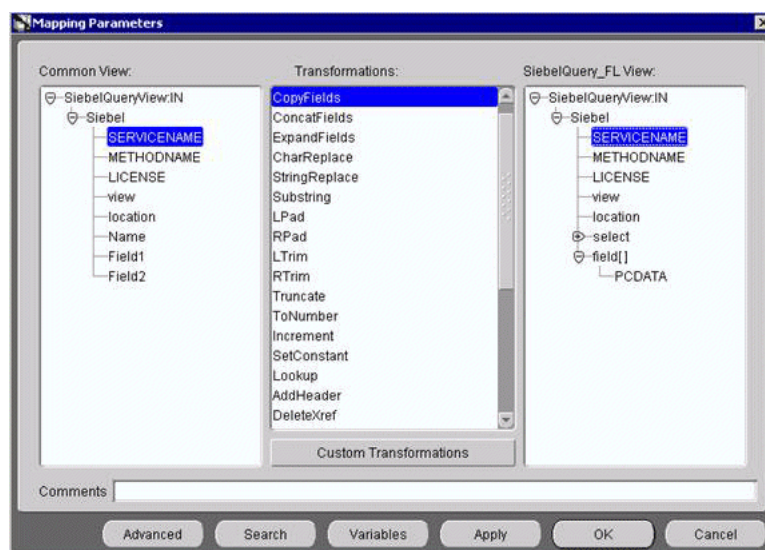 Mapping Parameters
Common View:
SiebelQueryView:IN
Siebel
SERVICENAME
METHODNAME
LICENSE
view
location
Name
Field1
Field2
Transformations:
CopyFields
ConcatFields
ExpandFields
CharReplace
StringReplace
Substring
LPad
RPad
LTrim
RTrim
Truncate
ToNumber
Increment
SetConstant
Lookup
AddHeader
DeleteXref
Custom Transformations
SiebelQuery_FL View:
SiebelQueryView:IN
Siebel
SERVICENAME
METHODNAME
LICENSE
view
location
select
field[]
PCDATA
Comments
Advanced
Search
Variables
Apply
OK
Cancel